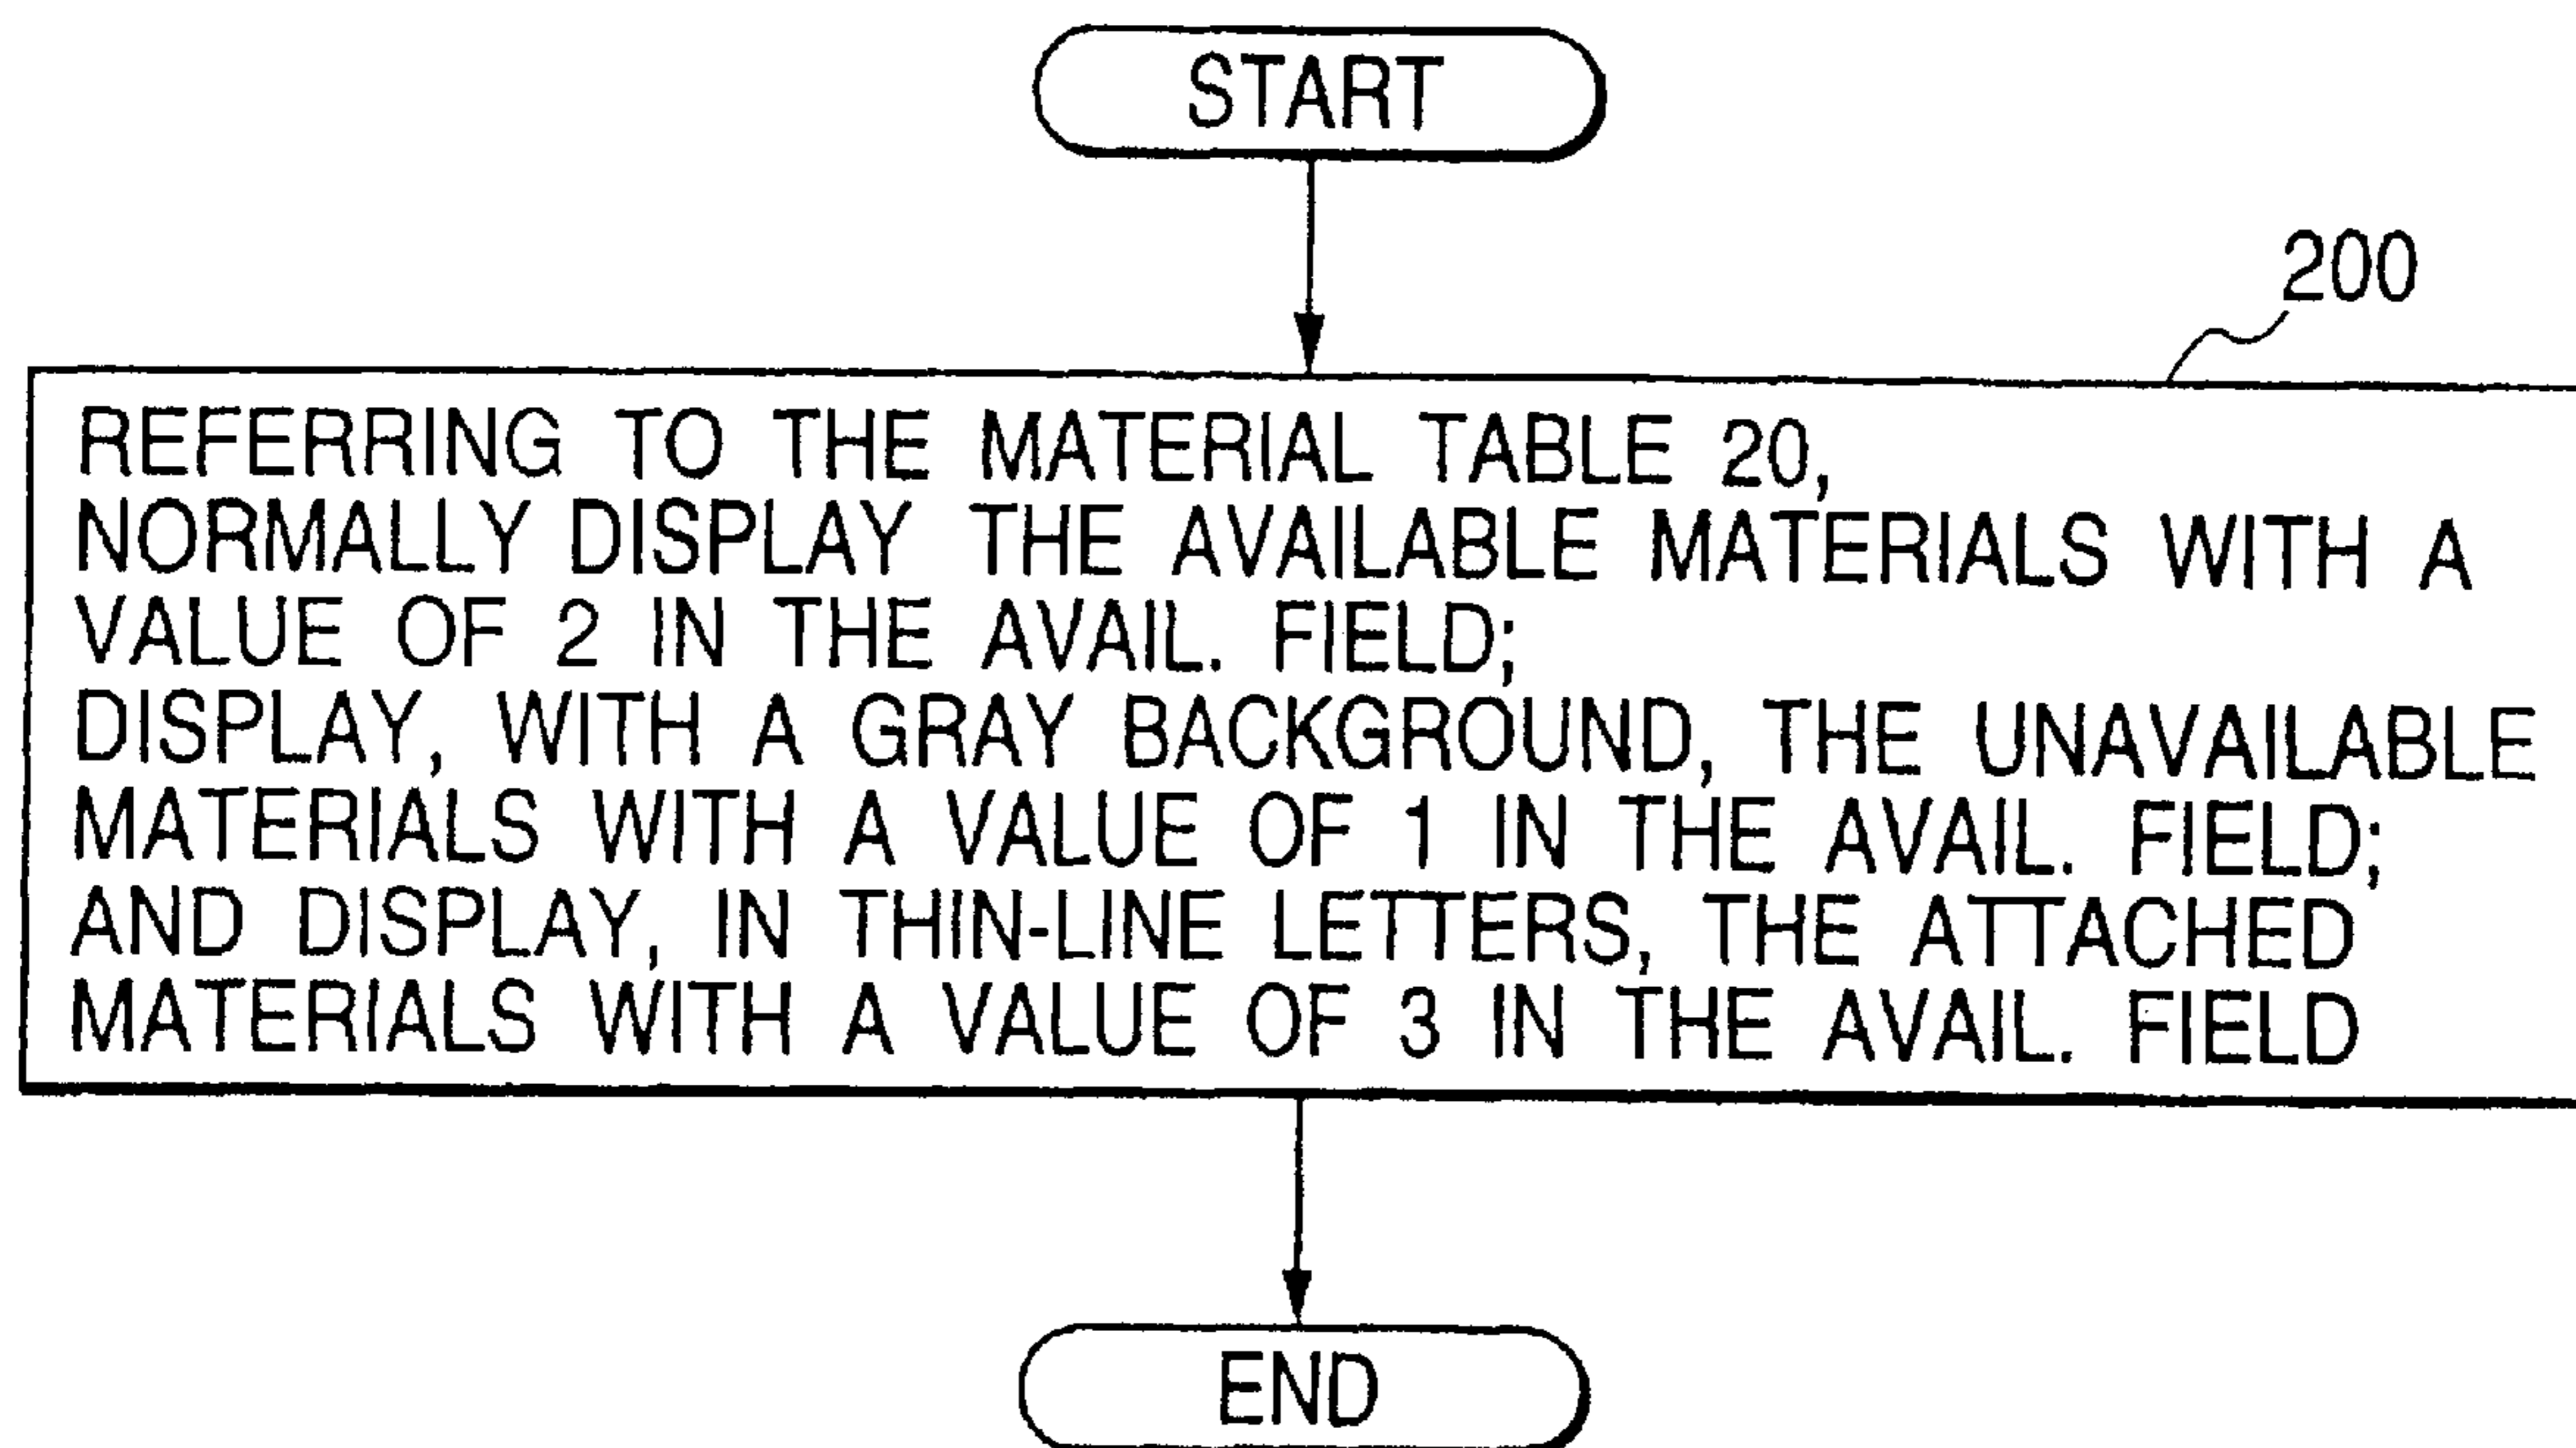 START
200
REFERRING TO THE MATERIAL TABLE 20,
NORMALLY DISPLAY THE AVAILABLE MATERIALS WITH A
VALUE OF 2 IN THE AVAIL. FIELD;
DISPLAY, WITH A GRAY BACKGROUND, THE UNAVAILABLE
MATERIALS WITH A VALUE OF 1 IN THE AVAIL. FIELD;
AND DISPLAY, IN THIN-LINE LETTERS, THE ATTACHED
MATERIALS WITH A VALUE OF 3 IN THE AVAIL. FIELD
END